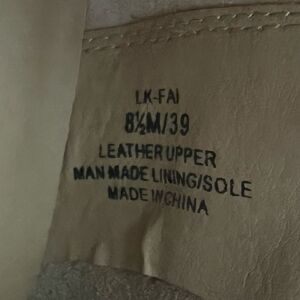 LK-FAI
8½M/39
LEATHER UPPER
MAN MADE LINING/SOLE
MADE IN CHINA